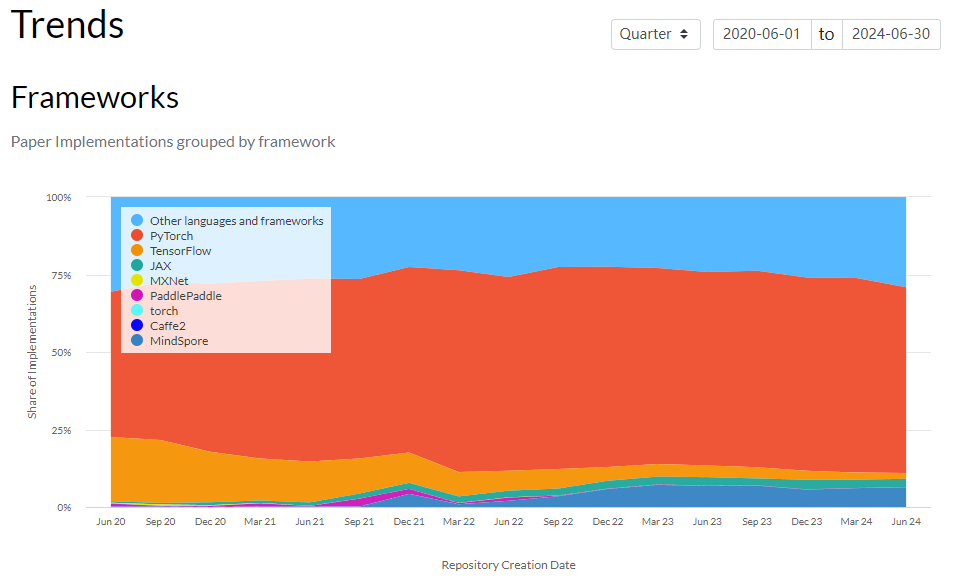 Trends
Quarter
2020-06-01 to 2024-06-30
Frameworks
Paper Implementations grouped by framework
100%
75%
50%
25%
0%
Share of Implementations
Other languages and frameworks
PyTorch
TensorFlow
JAX
MXNet
PaddlePaddle
torch
Caffe2
MindSpore
Jun 20 Sep 20 Dec 20 Mar 21 Jun 21 Sep 21 Dec 21 Mar 22 Jun 22 Sep 22 Dec 22 Mar 23 Jun 23 Sep 23 Dec 23 Mar 24 Jun 24
Repository Creation Date